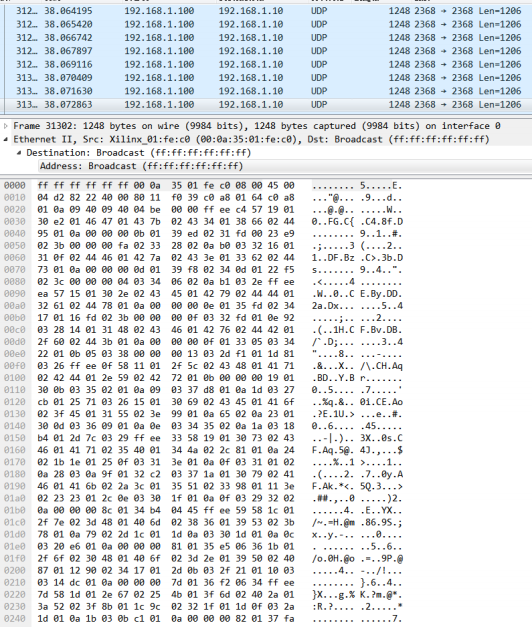 312… 38.064195 192.168.1.100 192.168.1.10 UDP 1248 2368 → 2368 Len=1206
312… 38.065420 192.168.1.100 192.168.1.10 UDP 1248 2368 → 2368 Len=1206
312… 38.066742 192.168.1.100 192.168.1.10 UDP 1248 2368 → 2368 Len=1206
312… 38.067897 192.168.1.100 192.168.1.10 UDP 1248 2368 → 2368 Len=1206
312… 38.069116 192.168.1.100 192.168.1.10 UDP 1248 2368 → 2368 Len=1206
313… 38.070409 192.168.1.100 192.168.1.10 UDP 1248 2368 → 2368 Len=1206
313… 38.071630 192.168.1.100 192.168.1.10 UDP 1248 2368 → 2368 Len=1206
313… 38.072863 192.168.1.100 192.168.1.10 UDP 1248 2368 → 2368 Len=1206
Frame 31302: 1248 bytes on wire (9984 bits), 1248 bytes captured (9984 bits) on interface 0
Ethernet II, Src: Xilinx_01:fe:c0 (00:0a:35:01:fe:c0), Dst: Broadcast (ff:ff:ff:ff:ff:ff)
Destination: Broadcast (ff:ff:ff:ff:ff:ff)
Address: Broadcast (ff:ff:ff:ff:ff:ff)
0000 ff ff ff ff ff ff 00 0a 35 01 fe c0 08 00 45 00 ........ 5.....E.
0010 04 d2 82 22 40 00 80 11 f0 39 c0 a8 01 64 c0 a8 ..."@... .9...d..
0020 01 0a 09 40 09 40 04 be 00 00 ff ee c4 57 19 01 ...@.@.. .....W..
0030 30 e2 01 46 47 01 43 7b 02 43 34 01 38 66 02 44 0..FG.C{ .C4.8f.D
0040 95 01 0a 00 00 00 0b 01 39 ed 02 31 fd 00 23 e9 ........ 9..1..#.
0050 02 3b 00 00 00 fa 02 33 28 02 0a b0 03 32 16 01 .;.....3 (....2..
0060 31 0f 02 44 46 01 42 7a 02 43 3e 01 33 62 02 44 1..DF.Bz .C>.3b.D
0070 73 01 0a 00 00 00 0d 01 39 f8 02 34 0d 01 22 f5 s....... 9..4..".
0080 02 3c 00 00 00 04 03 34 06 02 0a b1 03 2e ff ee .<.....4 ........
0090 ea 57 15 01 30 2e 02 43 45 01 42 79 02 44 44 01 .W..0..C E.By.DD.
00a0 32 61 02 44 78 01 0a 00 00 00 0e 01 35 fd 02 34 2a.Dx... ....5..4
00b0 17 01 16 fd 02 3b 00 00 00 0f 03 32 fd 01 0e 92 .....;.. ...2....
00c0 03 28 14 01 31 48 02 43 46 01 42 76 02 44 42 01 .(..1H.C F.Bv.DB.
00d0 2f 60 02 44 3b 01 0a 00 00 00 0f 01 33 05 03 34 /`.D;... ....3..4
00e0 22 01 0b 05 03 38 00 00 00 13 03 2d f1 01 1d 81 "....8.. ...-....
00f0 03 26 ff ee 0f 58 11 01 2f 5c 02 43 48 01 41 71 .&...X.. /\.CH.Aq
0100 02 42 44 01 2e 59 02 42 72 01 0b 00 00 00 19 01 .BD..Y.B r.......
0110 30 0b 03 35 02 01 0a 09 03 37 d8 01 0a 1d 03 27 0..5.... .7.....'
0120 cb 01 25 71 03 26 15 01 30 69 02 43 45 01 41 6f ..%q.&.. 0i.CE.Ao
0130 02 3f 45 01 31 55 02 3e 99 01 0a 65 02 0a 23 01 .?E.1U.> ...e..#.
0140 30 0d 03 36 09 01 0a 0e 03 34 35 02 0a 1a 03 18 0..6.... .45.....
0150 b4 01 2d 7c 03 29 ff ee 33 58 19 01 30 73 02 43 ..-|.).. 3X..0s.C
0160 46 01 41 71 02 35 40 01 34 4a 02 2c 81 01 0a 24 F.Aq.5@. 4J.,...$
0170 02 1b 1e 01 25 0f 03 31 3e 01 0a 0f 03 31 01 02 ....%..1 >....1..
0180 0a 28 03 0a 9f 01 32 c2 03 37 1a 01 30 79 02 41 .(....2. .7..0y.A
0190 46 01 41 6b 02 2a 3c 01 35 51 02 33 98 01 11 3e F.Ak.*<. 5Q.3...>
01a0 02 23 23 01 2c 0e 03 30 1f 01 0a 0f 03 29 32 02 .##.,..0 .....)2.
01b0 0a 00 00 00 8c 01 34 b4 04 45 ff ee 59 58 1c 01 ......4. .E..YX..
01c0 2f 7e 02 3d 48 01 40 6d 02 38 36 01 39 53 02 3b /~.=H.@m .86.9S.;
01d0 78 01 0a 79 02 2d 1c 01 1d 0a 03 30 1d 01 0a 0c x..y.-.. ...0....
01e0 03 20 e6 01 0a 00 00 00 81 01 35 e5 06 36 1b 01 . ...... ..5..6..
01f0 2f 6f 02 30 48 01 40 6f 02 3d 2e 01 39 50 02 40 /o.0H.@o .=..9P.@
0200 87 01 12 90 02 34 17 01 2d 0b 03 2f 21 01 10 03 .....4.. -../!...
0210 03 14 dc 01 0a 00 00 00 7d 01 36 f2 06 34 ff ee ........ }.6..4..
0220 7d 58 1d 01 2e 67 02 25 4b 01 3f 6d 02 40 2a 01 }X...g.% K.?m.@*.
0230 3a 52 02 3f 8b 01 1c 9c 02 32 1f 01 1d 0f 03 2a :R.?.... .2.....*
0240 1d 01 0a 1b 03 0b c1 01 0a 00 00 00 82 01 37 fa ........ ......7.